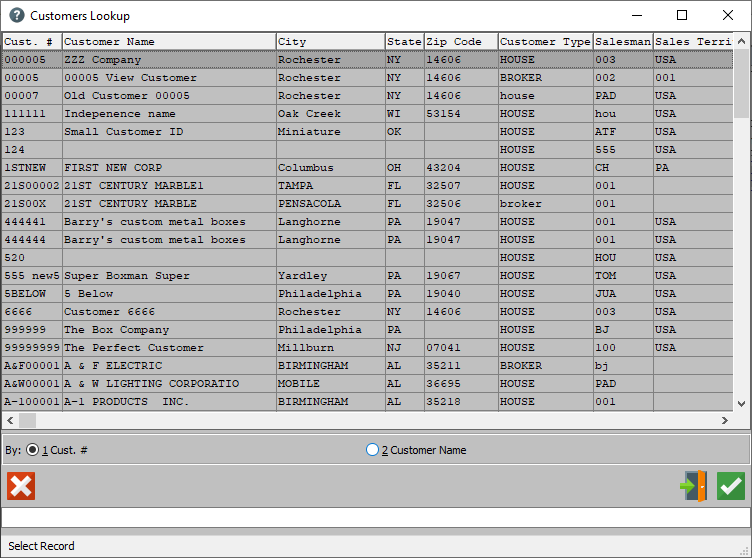 Customers Lookup
Cust. # Customer Name City State Zip Code Customer Type Salesman Sales Terri
000005 ZZZ Company Rochester NY 14606 HOUSE 003 USA
00005 00005 View Customer Rochester NY 14606 BROKER 002 001
00007 Old Customer 00005 Rochester NY 14606 house PAD USA
111111 Indepenence name Oak Creek WI 53154 HOUSE hou USA
123 Small Customer ID Miniature OK HOUSE ATF USA
124 HOUSE 555 USA
1STNEW FIRST NEW CORP Columbus OH 43204 HOUSE CH PA
21S00002 21ST CENTURY MARBLE1 TAMPA FL 32507 HOUSE 001
21S00X 21ST CENTURY MARBLE PENSACOLA FL 32506 broker 001
444441 Barry's custom metal boxes Langhorne PA 19047 HOUSE 001 USA
444444 Barry's custom metal boxes Langhorne PA 19047 HOUSE 001 USA
520 HOUSE HOU USA
555 new5 Super Boxman Super Yardley PA 19067 HOUSE TOM USA
5BELOW 5 Below Philadelphia PA 19040 HOUSE JUA USA
6666 Customer 6666 Rochester NY 14606 HOUSE 003 USA
999999 The Box Company Philadelphia PA HOUSE BJ USA
99999999 The Perfect Customer Millburn NJ 07041 HOUSE 100 USA
A&F00001 A & F ELECTRIC BIRMINGHAM AL 35211 BROKER bj
A&W00001 A & W LIGHTING CORPORATIO MOBILE AL 36695 HOUSE PAD
A-100001 A-1 PRODUCTS  INC. BIRMINGHAM AL 35218 HOUSE 001
By: 1 Cust. # 2 Customer Name
Select Record